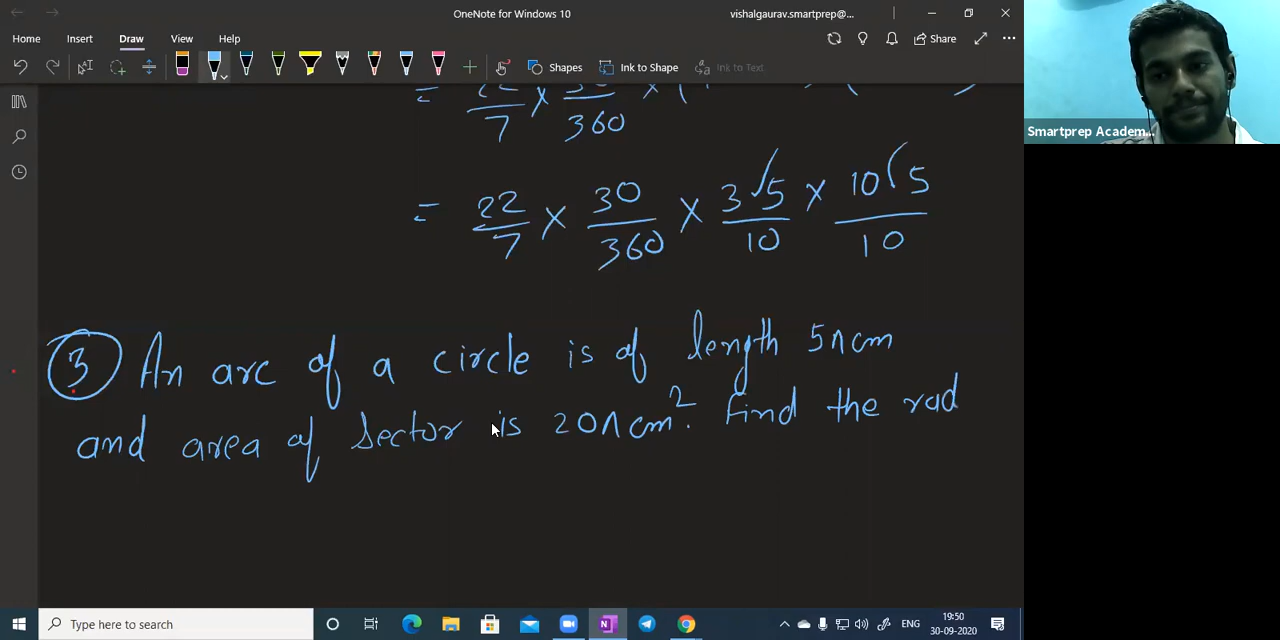 OneNote for Windows 10
vishalgaurav.smartprep@...
Home Insert Draw View Help
Share
Shapes
Ink to Shape
Ink to Text
Smartprep Academ...
7 360
= 22/7 × 30/360 × 3√5/10 × 10√5/10
③ An arc of a circle is of length 5π cm
and area of Sector is 20π cm². Find the rad
Type here to search
ENG
19:50
30-09-2020